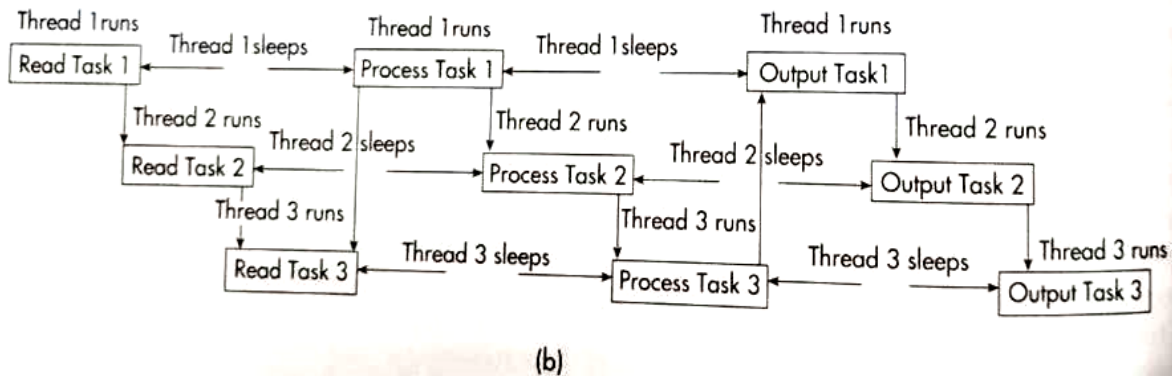 Thread 1 runs
Thread 1 runs
Thread 1 runs
Thread 1 sleeps
Thread 1 sleeps
Read Task 1
Process Task 1
Output Task1
Thread 2 runs
Thread 2 runs
Thread 2 runs
Thread 2 sleeps
Thread 2 sleeps
Read Task 2
Process Task 2
Output Task 2
Thread 3 runs
Thread 3 runs
Thread 3 runs
Thread 3 sleeps
Thread 3 sleeps
Read Task 3
Process Task 3
Output Task 3
(b)